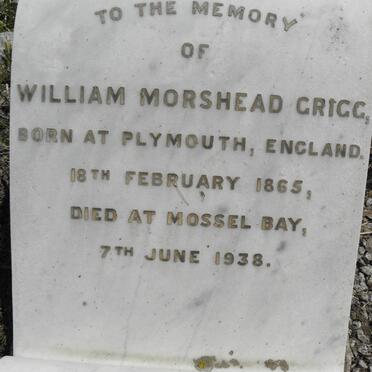 TO THE MEMORY
OF
WILLIAM MORSHEAD GRIGG,
BORN AT PLYMOUTH, ENGLAND.
18TH FEBRUARY 1865,
DIED AT MOSSEL BAY,
7TH JUNE 1938.